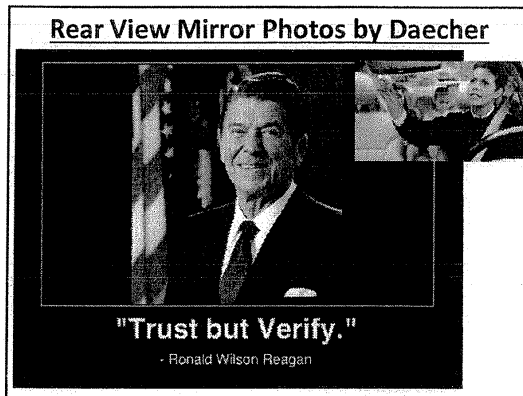 Rear View Mirror Photos by Daecher
"Trust but Verify."
- Ronald Wilson Reagan